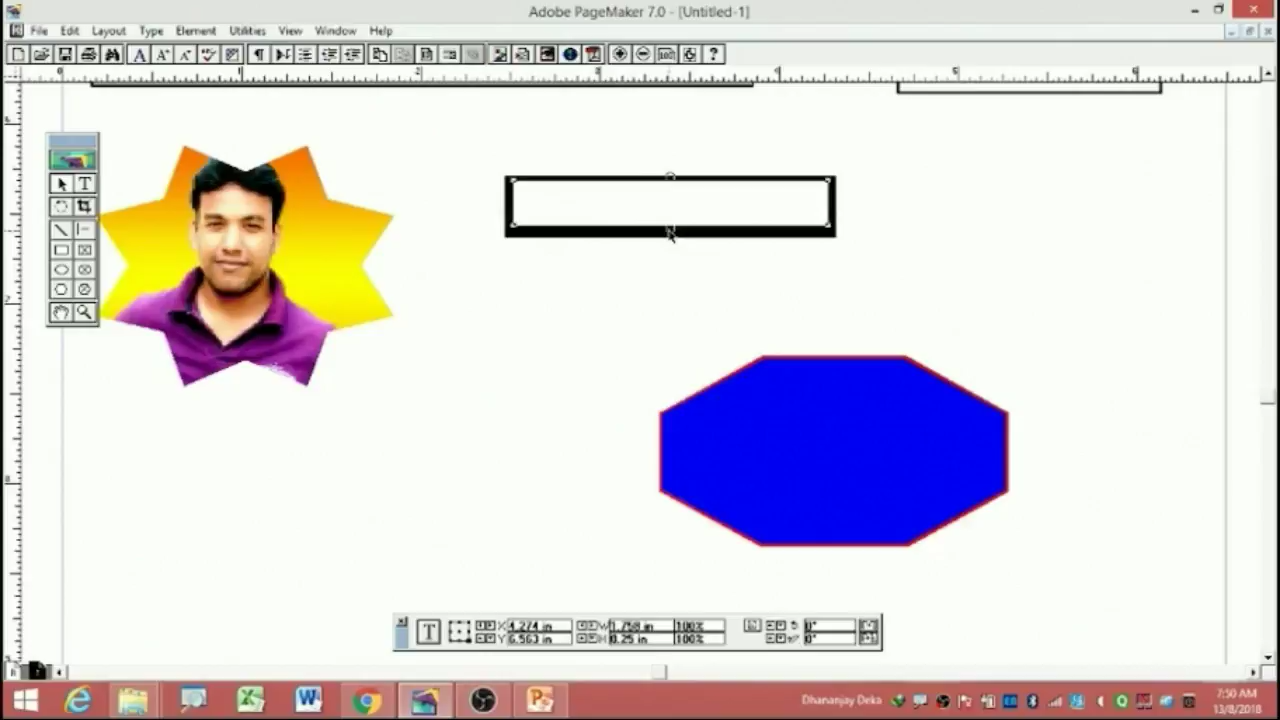 Adobe PageMaker 7.0 - [Untitled-1]
File Edit Layout Type Element Utilities View Window Help
T
T X 4.274 in W 1.758 in 100% 0°
Y 6.563 in H 0.25 in 100% 0°
Dhananjay Deka
7:50 AM
13/8/2018